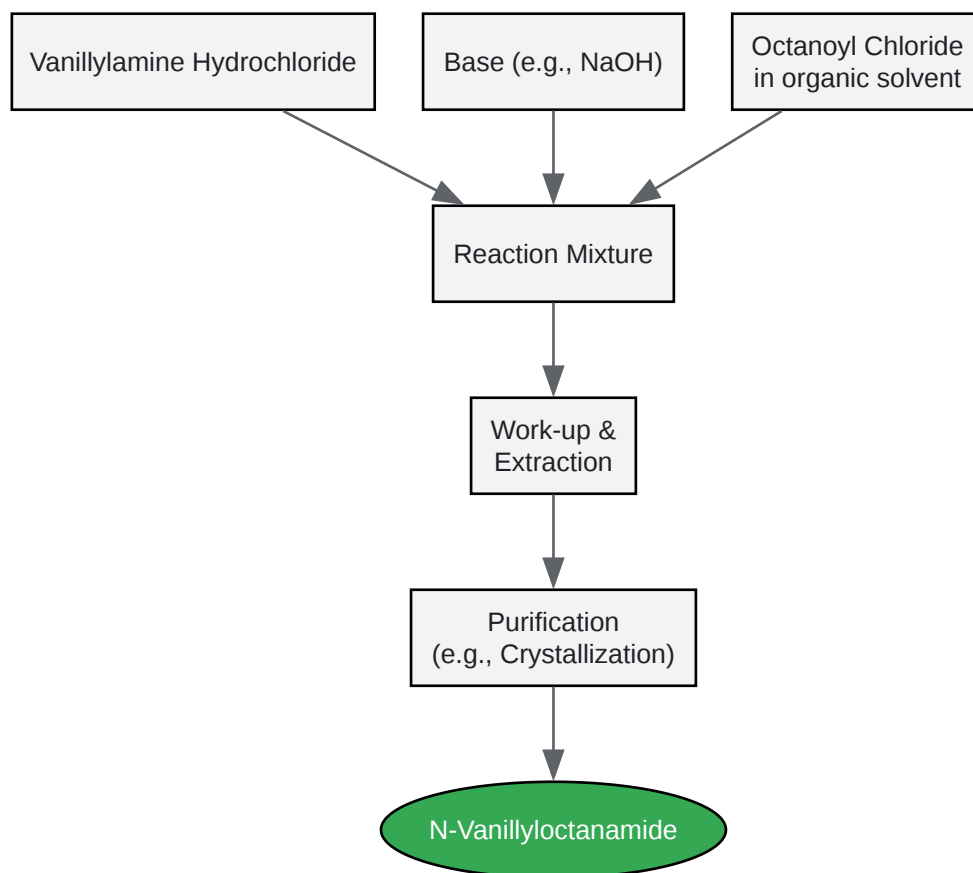 Vanillylamine Hydrochloride
Base (e.g., NaOH)
Octanoyl Chloride
in organic solvent
Reaction Mixture
Work-up &
Extraction
Purification
(e.g., Crystallization)
N-Vanillyloctanamide